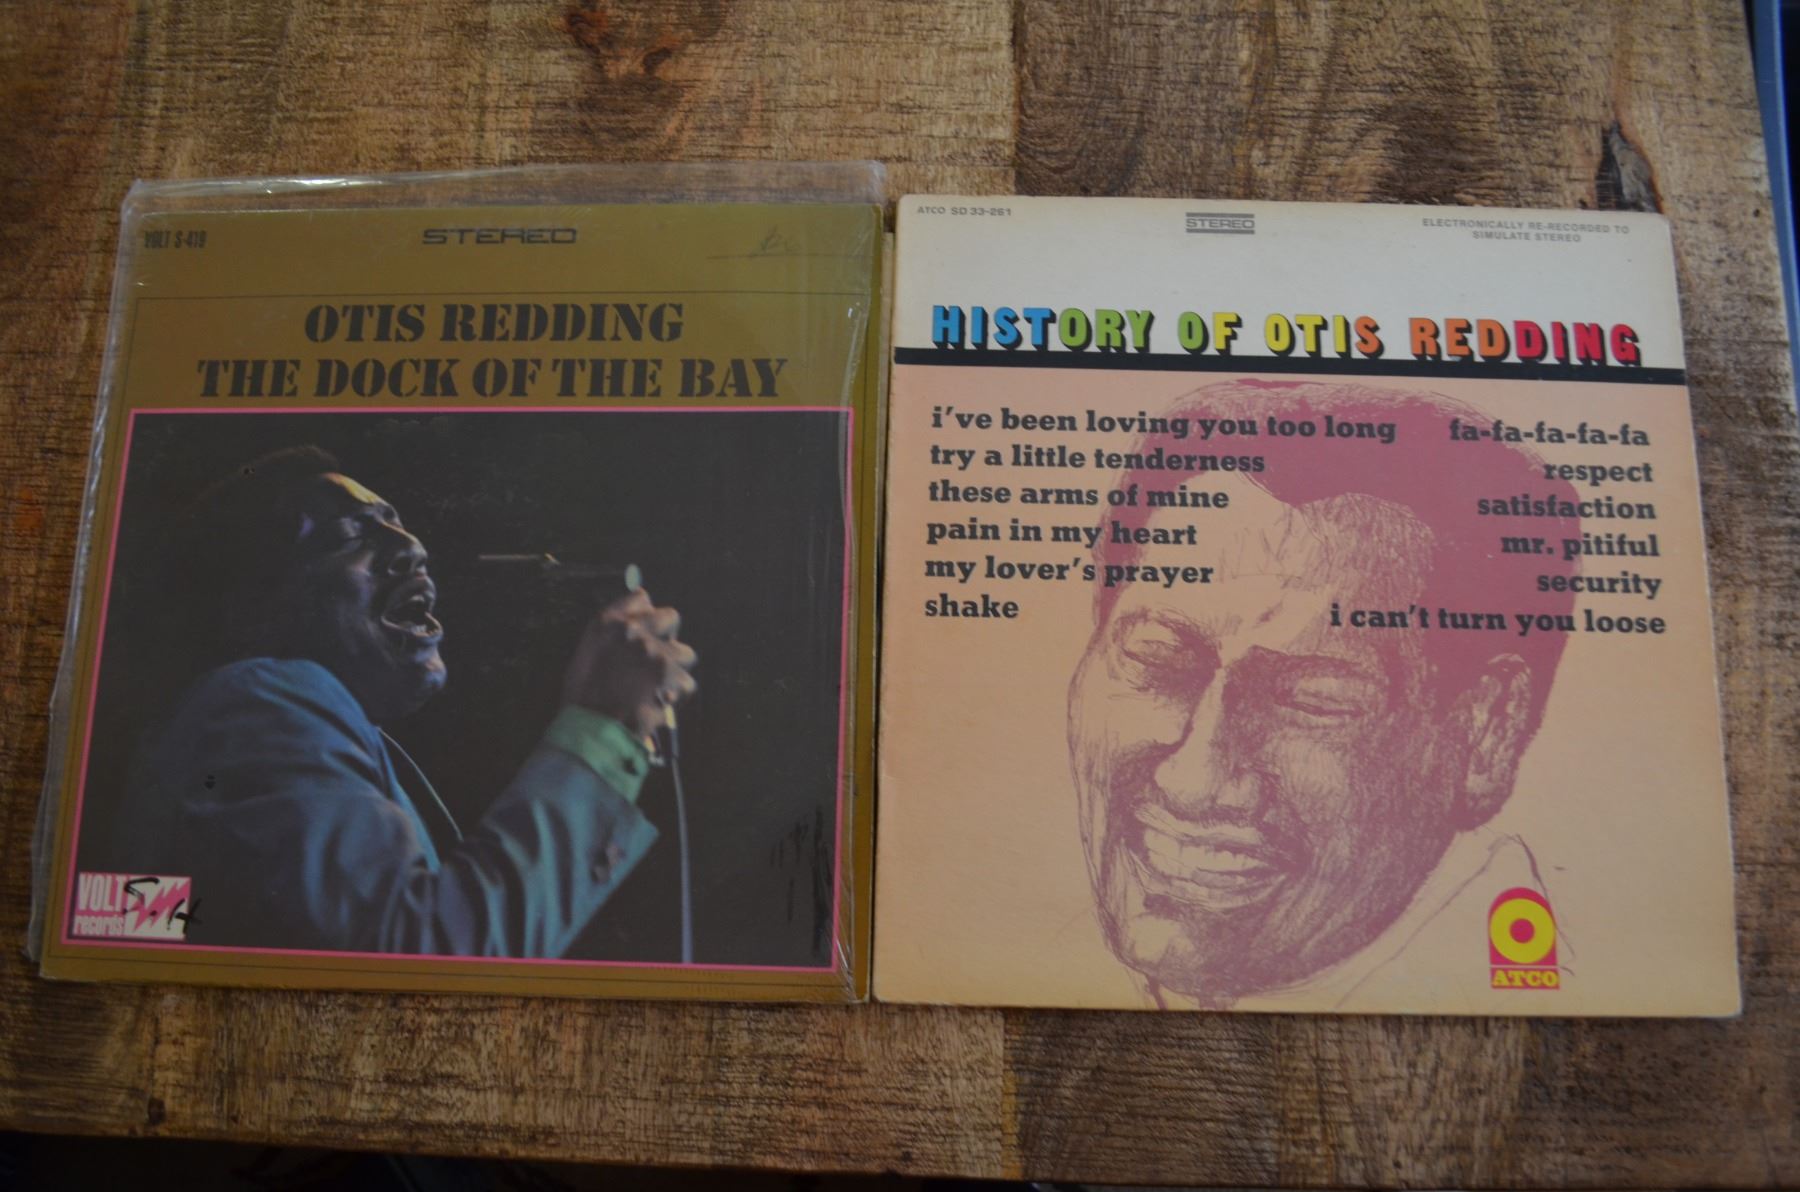 VOLT S-419
STEREO
OTIS REDDING
THE DOCK OF THE BAY
VOLT
records
ATCO SD 33-261
STEREO
ELECTRONICALLY RE-RECORDED TO
SIMULATE STEREO
HISTORY OF OTIS REDDING
i've been loving you too long
try a little tenderness
these arms of mine
pain in my heart
my lover's prayer
shake
fa-fa-fa-fa-fa
respect
satisfaction
mr. pitiful
security
i can't turn you loose
ATCO